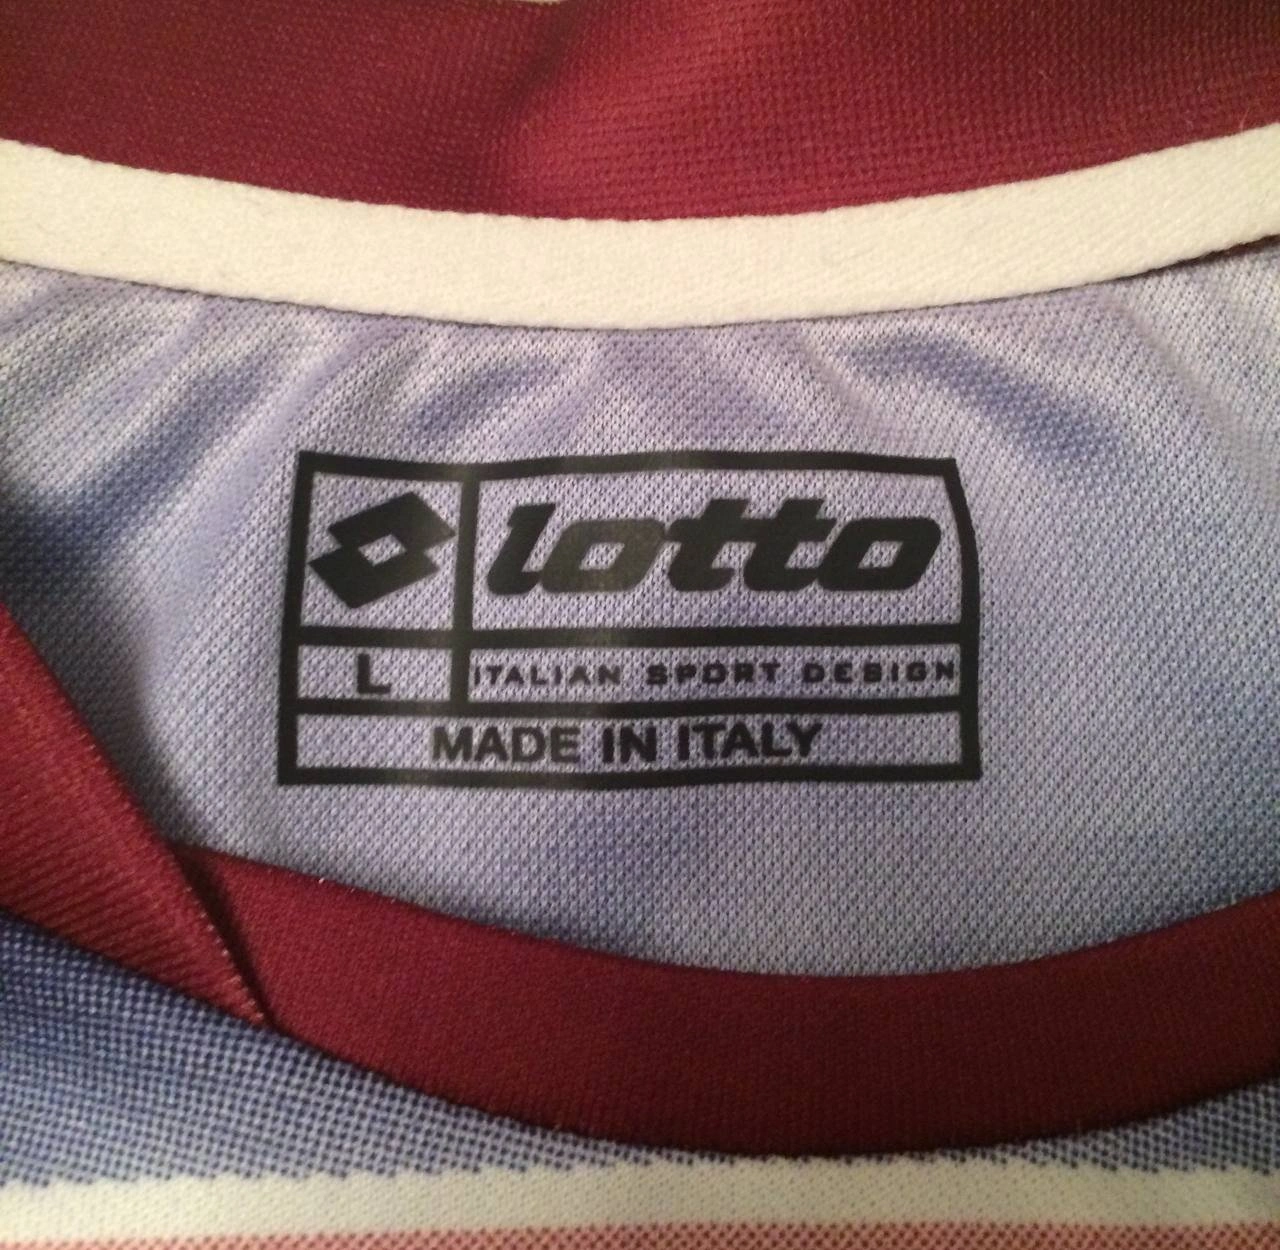 lotto
L
ITALIAN SPORT DESIGN
MADE IN ITALY